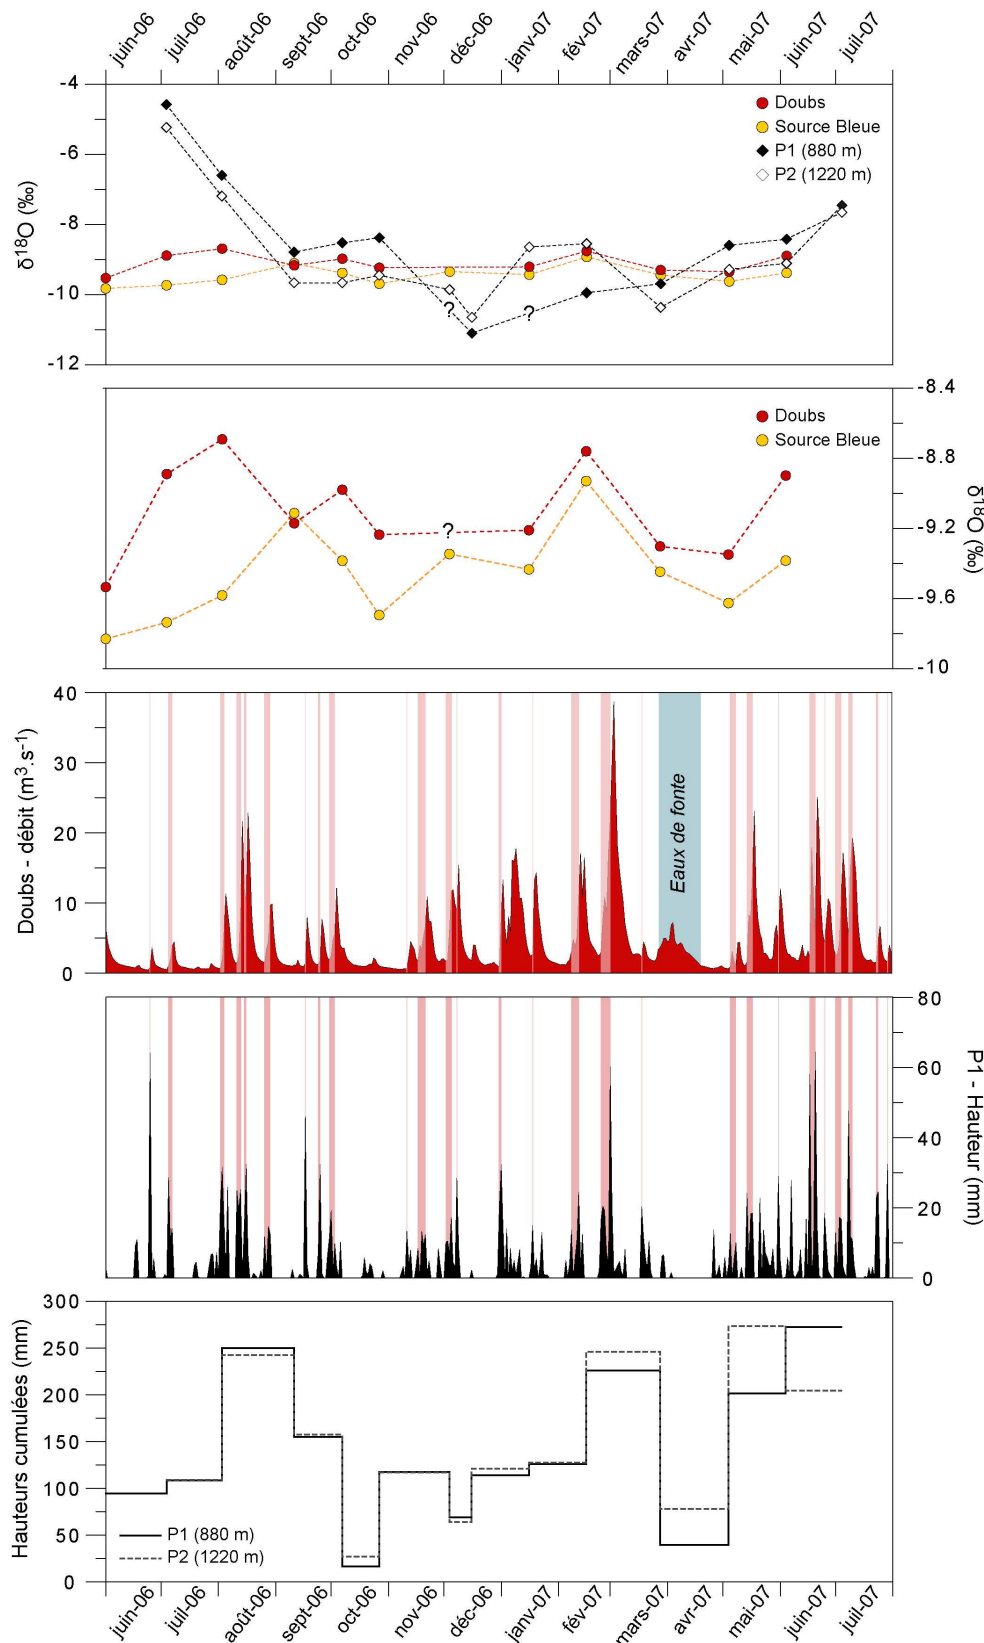 juin-06 juil-06 août-06 sept-06 oct-06 nov-06 déc-06 janv-07 fév-07 mars-07 avr-07 mai-07 juin-07 juil-07
-4
-6
-8
-10
-12
δ¹⁸O (‰)
Doubs
Source Bleue
P1 (880 m)
P2 (1220 m)
? ?
-8.4
-8.8
-9.2
-9.6
-10
δ¹⁸O (‰)
Doubs
Source Bleue
?
40
30
20
10
0
Doubs - débit (m³.s⁻¹)
Eaux de fonte
80
60
40
20
0
P1 - Hauteur (mm)
300
250
200
150
100
50
0
Hauteurs cumulées (mm)
P1 (880 m)
P2 (1220 m)
juin-06 juil-06 août-06 sept-06 oct-06 nov-06 déc-06 janv-07 fév-07 mars-07 avr-07 mai-07 juin-07 juil-07